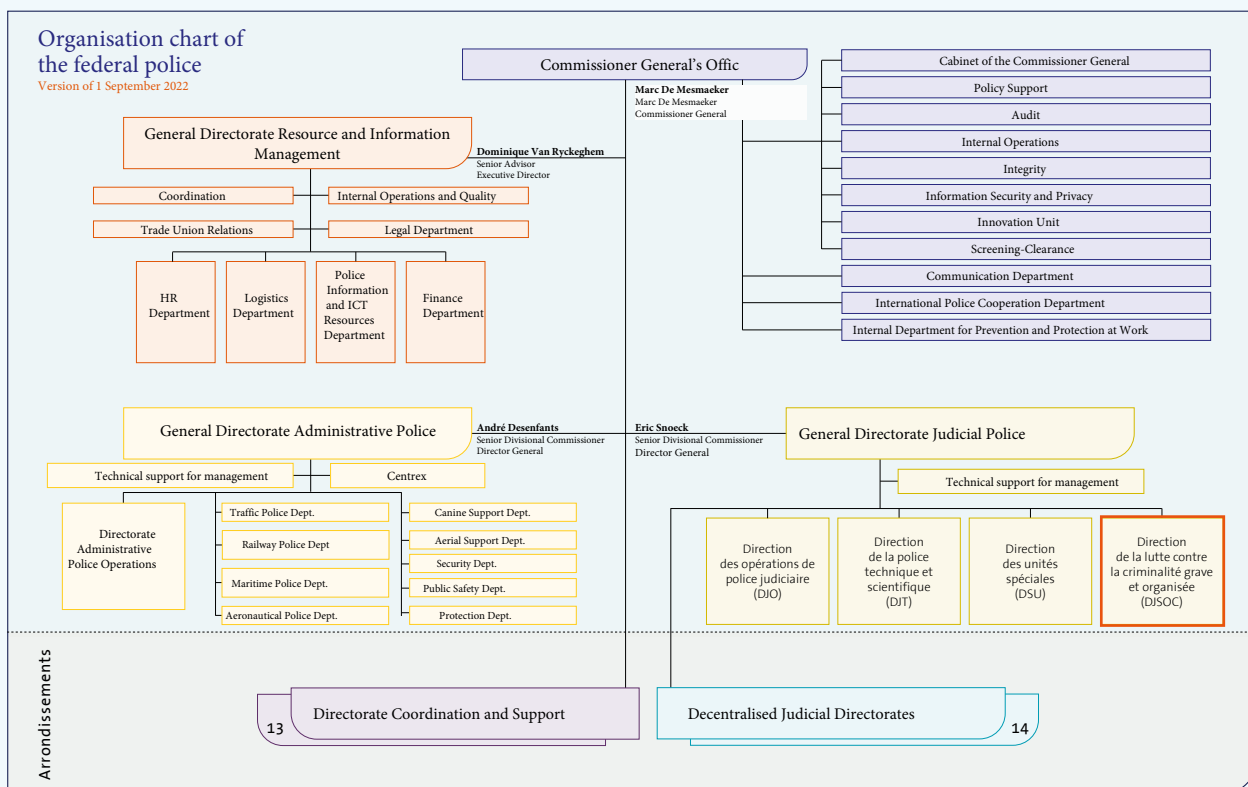 Organisation chart of
the federal police
Version of 1 September 2022
Commissioner General's Offic
Marc De Mesmaeker
Marc De Mesmaeker
Commissioner General
Cabinet of the Commissioner General
Policy Support
Audit
Internal Operations
Integrity
Information Security and Privacy
Innovation Unit
Screening-Clearance
Communication Department
International Police Cooperation Department
Internal Department for Prevention and Protection at Work
General Directorate Resource and Information
Management
Dominique Van Ryckeghem
Senior Advisor
Executive Director
Coordination
Internal Operations and Quality
Trade Union Relations
Legal Department
HR
Department
Logistics
Department
Police
Information
and ICT
Resources
Department
Finance
Department
General Directorate Administrative Police
André Desenfants
Senior Divisional Commissioner
Director General
Technical support for management
Centrex
Directorate
Administrative
Police Operations
Traffic Police Dept.
Railway Police Dept
Maritime Police Dept.
Aeronautical Police Dept.
Canine Support Dept.
Aerial Support Dept.
Security Dept.
Public Safety Dept.
Protection Dept.
Eric Snoeck
Senior Divisional Commissioner
Director General
General Directorate Judicial Police
Technical support for management
Direction
des opérations de
police judiciaire
(DJO)
Direction
de la police
technique et
scientifique
(DJT)
Direction
des unités
spéciales
(DSU)
Direction
de la lutte contre
la criminalité grave
et organisée
(DJSOC)
Arrondissements
13
Directorate Coordination and Support
Decentralised Judicial Directorates
14